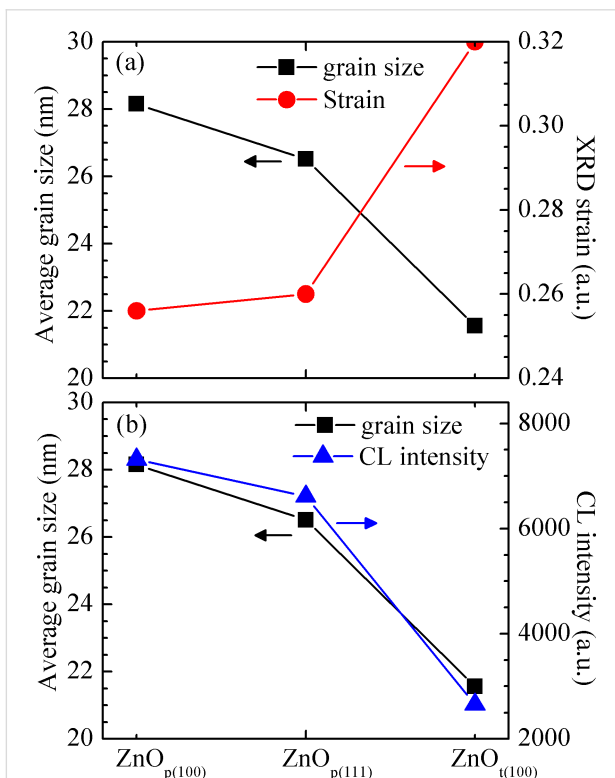 (a)
grain size
Strain
Average grain size (nm)
30
28
26
24
22
20
XRD strain (a.u.)
0.32
0.30
0.28
0.26
0.24
(b)
grain size
CL intensity
Average grain size (nm)
30
28
26
24
22
20
CL intensity (a.u.)
8000
6000
4000
2000
ZnO p(100)
ZnO p(111)
ZnO t(100)